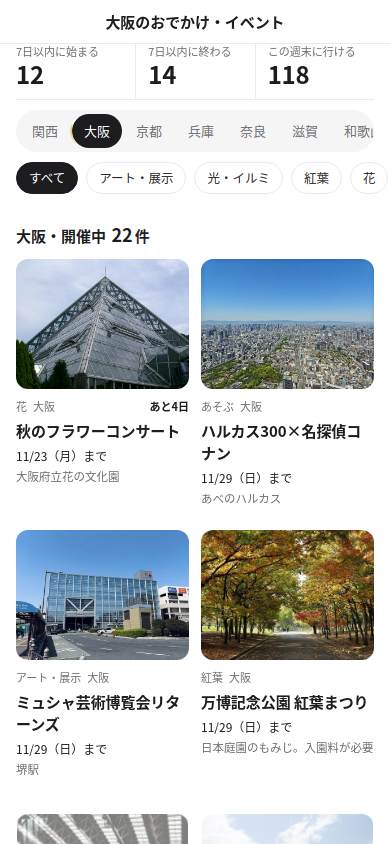 大阪のおでかけ・イベント
7日以内に始まる
12
7日以内に終わる
14
この週末に行ける
118
関西 大阪 京都 兵庫 奈良 滋賀
すべて アート・展示 光・イルミ 紅葉 花
大阪・開催中 22件
花 大阪 あと4日
秋のフラワーコンサート
11/23（月）まで
大阪府立花の文化園
あそぶ 大阪
ハルカス300×名探偵コ
ナン
11/29（日）まで
あべのハルカス
アート・展示 大阪
ミュシャ芸術博覧会リタ
ーンズ
11/29（日）まで
堺駅
紅葉 大阪
万博記念公園 紅葉まつり
11/29（日）まで
日本庭園のもみじ。入園料が必要